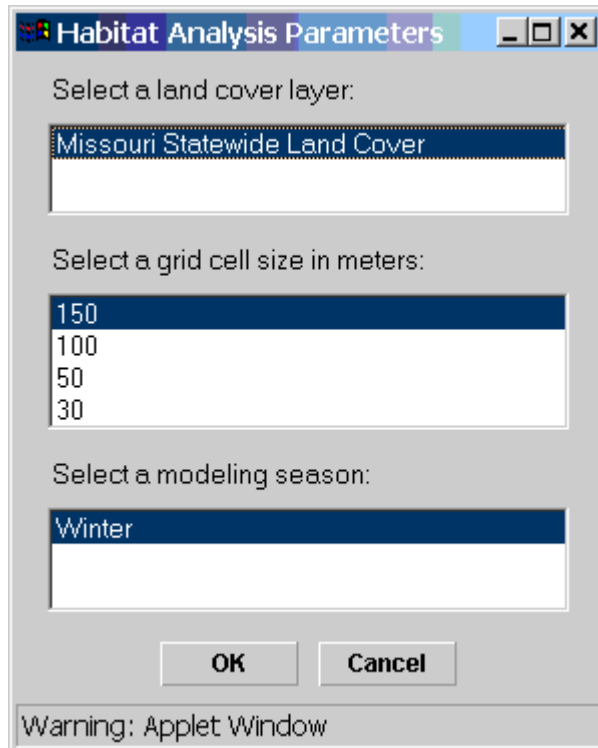 Habitat Analysis Parameters
Select a land cover layer:
Missouri Statewide Land Cover
Select a grid cell size in meters:
150
100
50
30
Select a modeling season:
Winter
OK Cancel
Warning: Applet Window